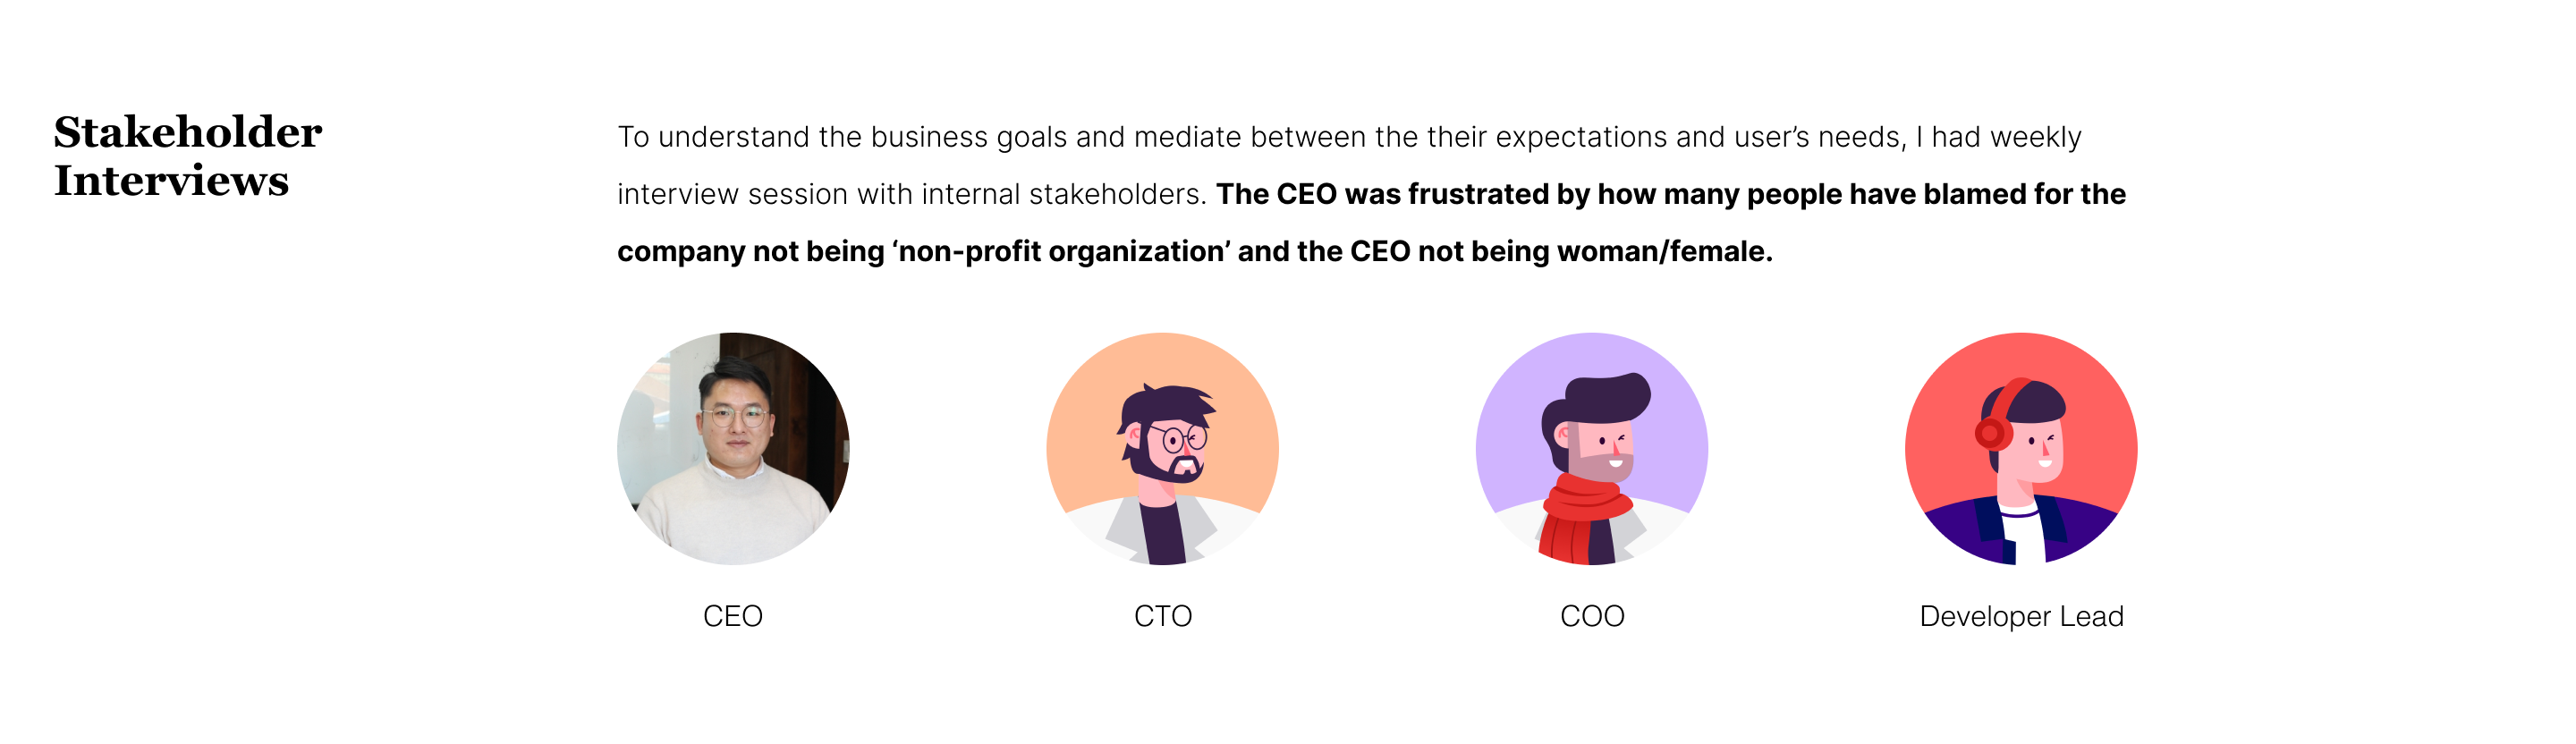 Stakeholder
Interviews
To understand the business goals and mediate between the their expectations and user’s needs, I had weekly
interview session with internal stakeholders. The CEO was frustrated by how many people have blamed for the
company not being ‘non-profit organization’ and the CEO not being woman/female.
CEO
CTO
COO
Developer Lead